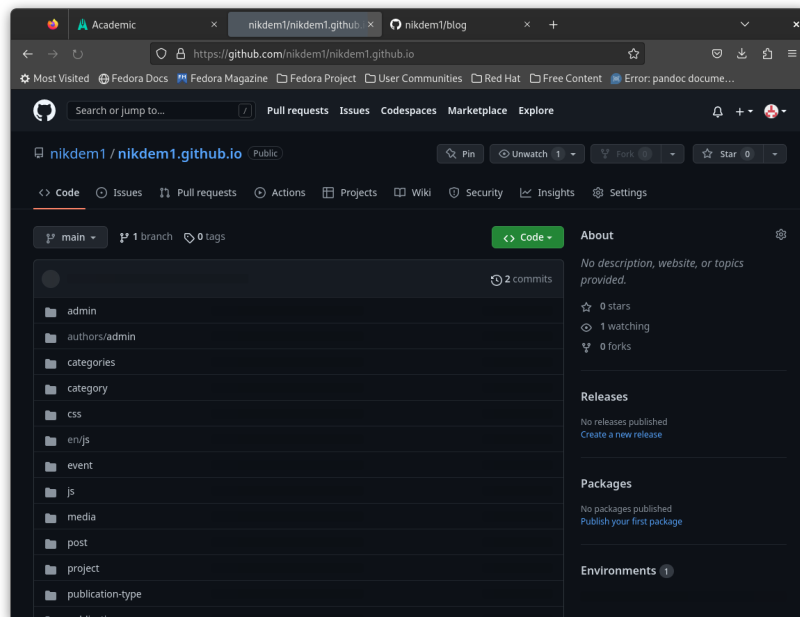 Academic
nikdem1/nikdem1.github.
nikdem1/blog
https://github.com/nikdem1/nikdem1.github.io
Most Visited Fedora Docs Fedora Magazine Fedora Project User Communities Red Hat Free Content Error: pandoc docume…
Search or jump to... / Pull requests Issues Codespaces Marketplace Explore
nikdem1 / nikdem1.github.io Public Pin Unwatch 1 Fork 0 Star 0
Code Issues Pull requests Actions Projects Wiki Security Insights Settings
main 1 branch 0 tags Code
2 commits
admin
authors/admin
categories
category
css
en/js
event
js
media
post
project
publication-type
About
No description, website, or topics
provided.
0 stars
1 watching
0 forks
Releases
No releases published
Create a new release
Packages
No packages published
Publish your first package
Environments 1